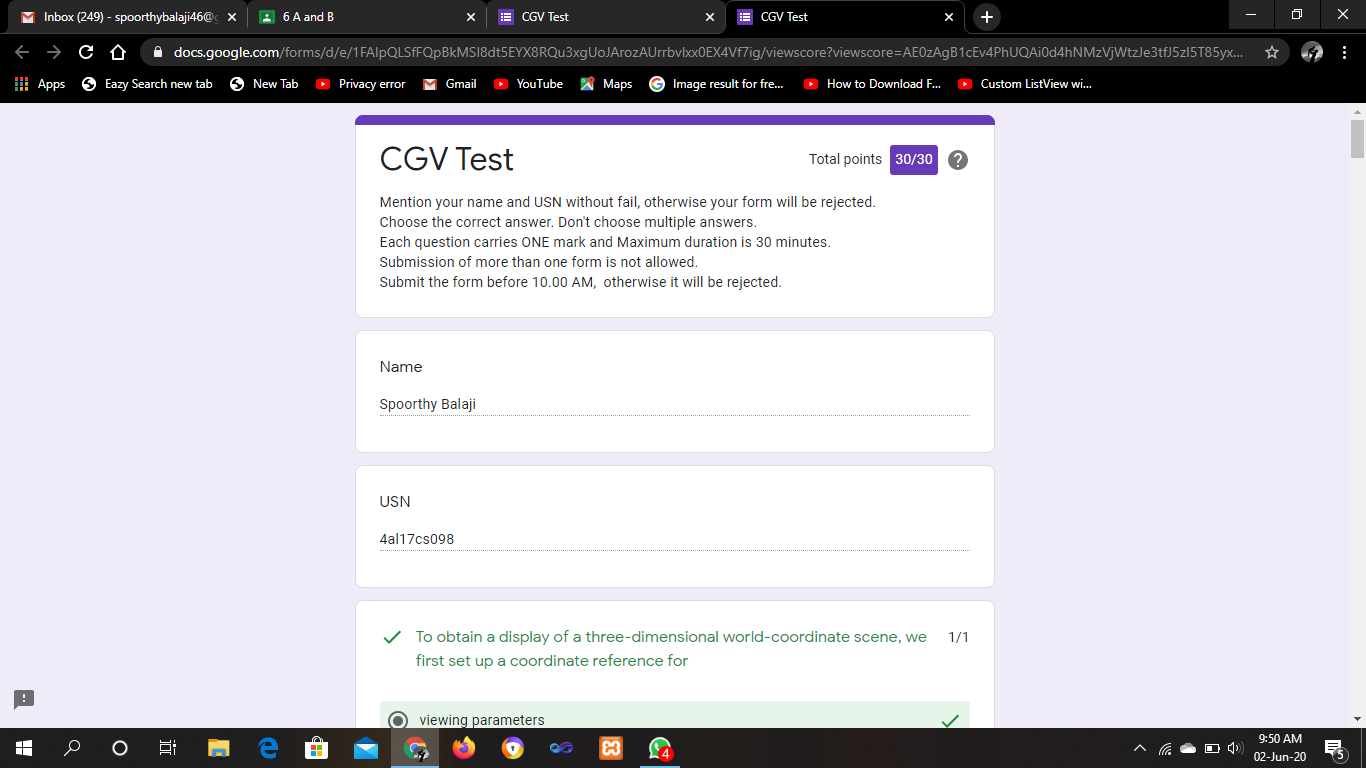 Inbox (249) - spoorthybalaji46@g
6 A and B
CGV Test
CGV Test
docs.google.com/forms/d/e/1FAIpQLSfFQpBkMSI8dt5EYX8RQu3xgUoJArozAUrrbvlxx0EX4Vf7ig/viewscore?viewscore=AE0zAgB1cEv4PhUQAi0d4hNMzVjWtzJe3tfJ5zI5T85yx...
Apps
Eazy Search new tab
New Tab
Privacy error
Gmail
YouTube
Maps
Image result for fre...
How to Download F...
Custom ListView wi...
CGV Test
Total points 30/30
Mention your name and USN without fail, otherwise your form will be rejected.
Choose the correct answer. Don't choose multiple answers.
Each question carries ONE mark and Maximum duration is 30 minutes.
Submission of more than one form is not allowed.
Submit the form before 10.00 AM, otherwise it will be rejected.
Name
Spoorthy Balaji
USN
4al17cs098
To obtain a display of a three-dimensional world-coordinate scene, we 1/1
first set up a coordinate reference for
viewing parameters
4
9:50 AM
02-Jun-20
5